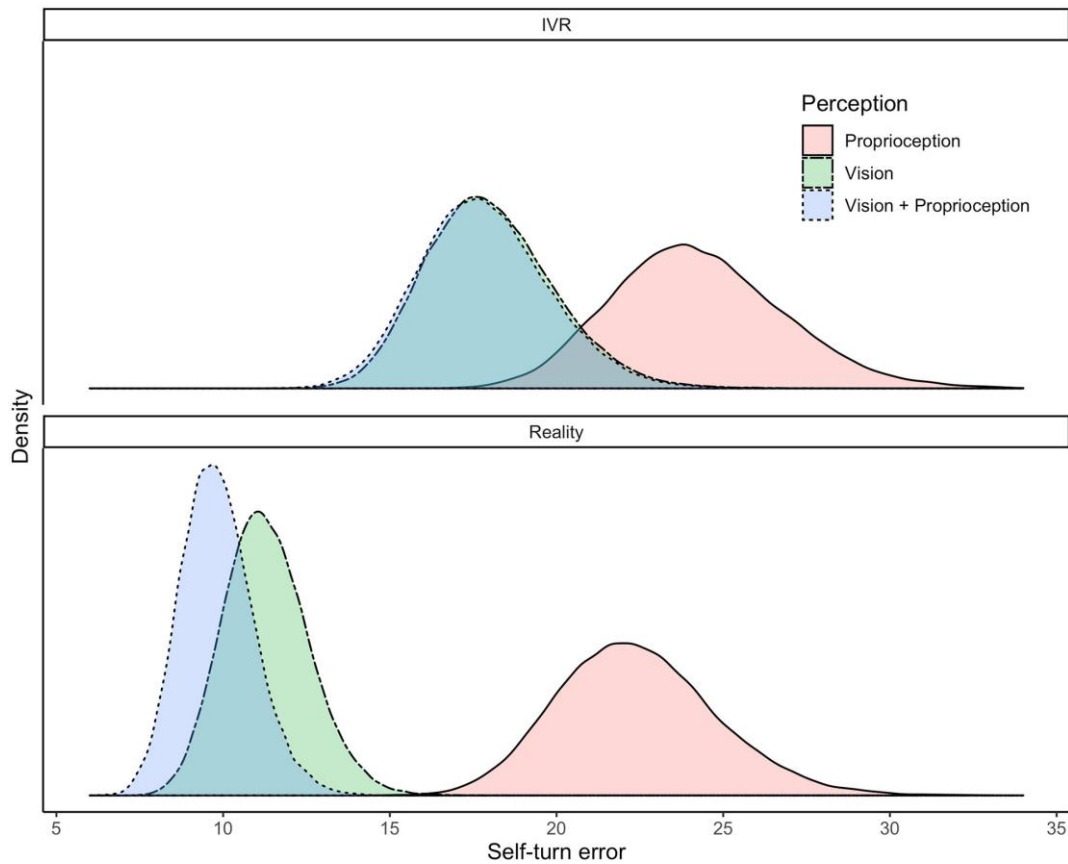 IVR
Perception
Proprioception
Vision
Vision + Proprioception
Density
Reality
5 10 15 20 25 30 35
Self-turn error